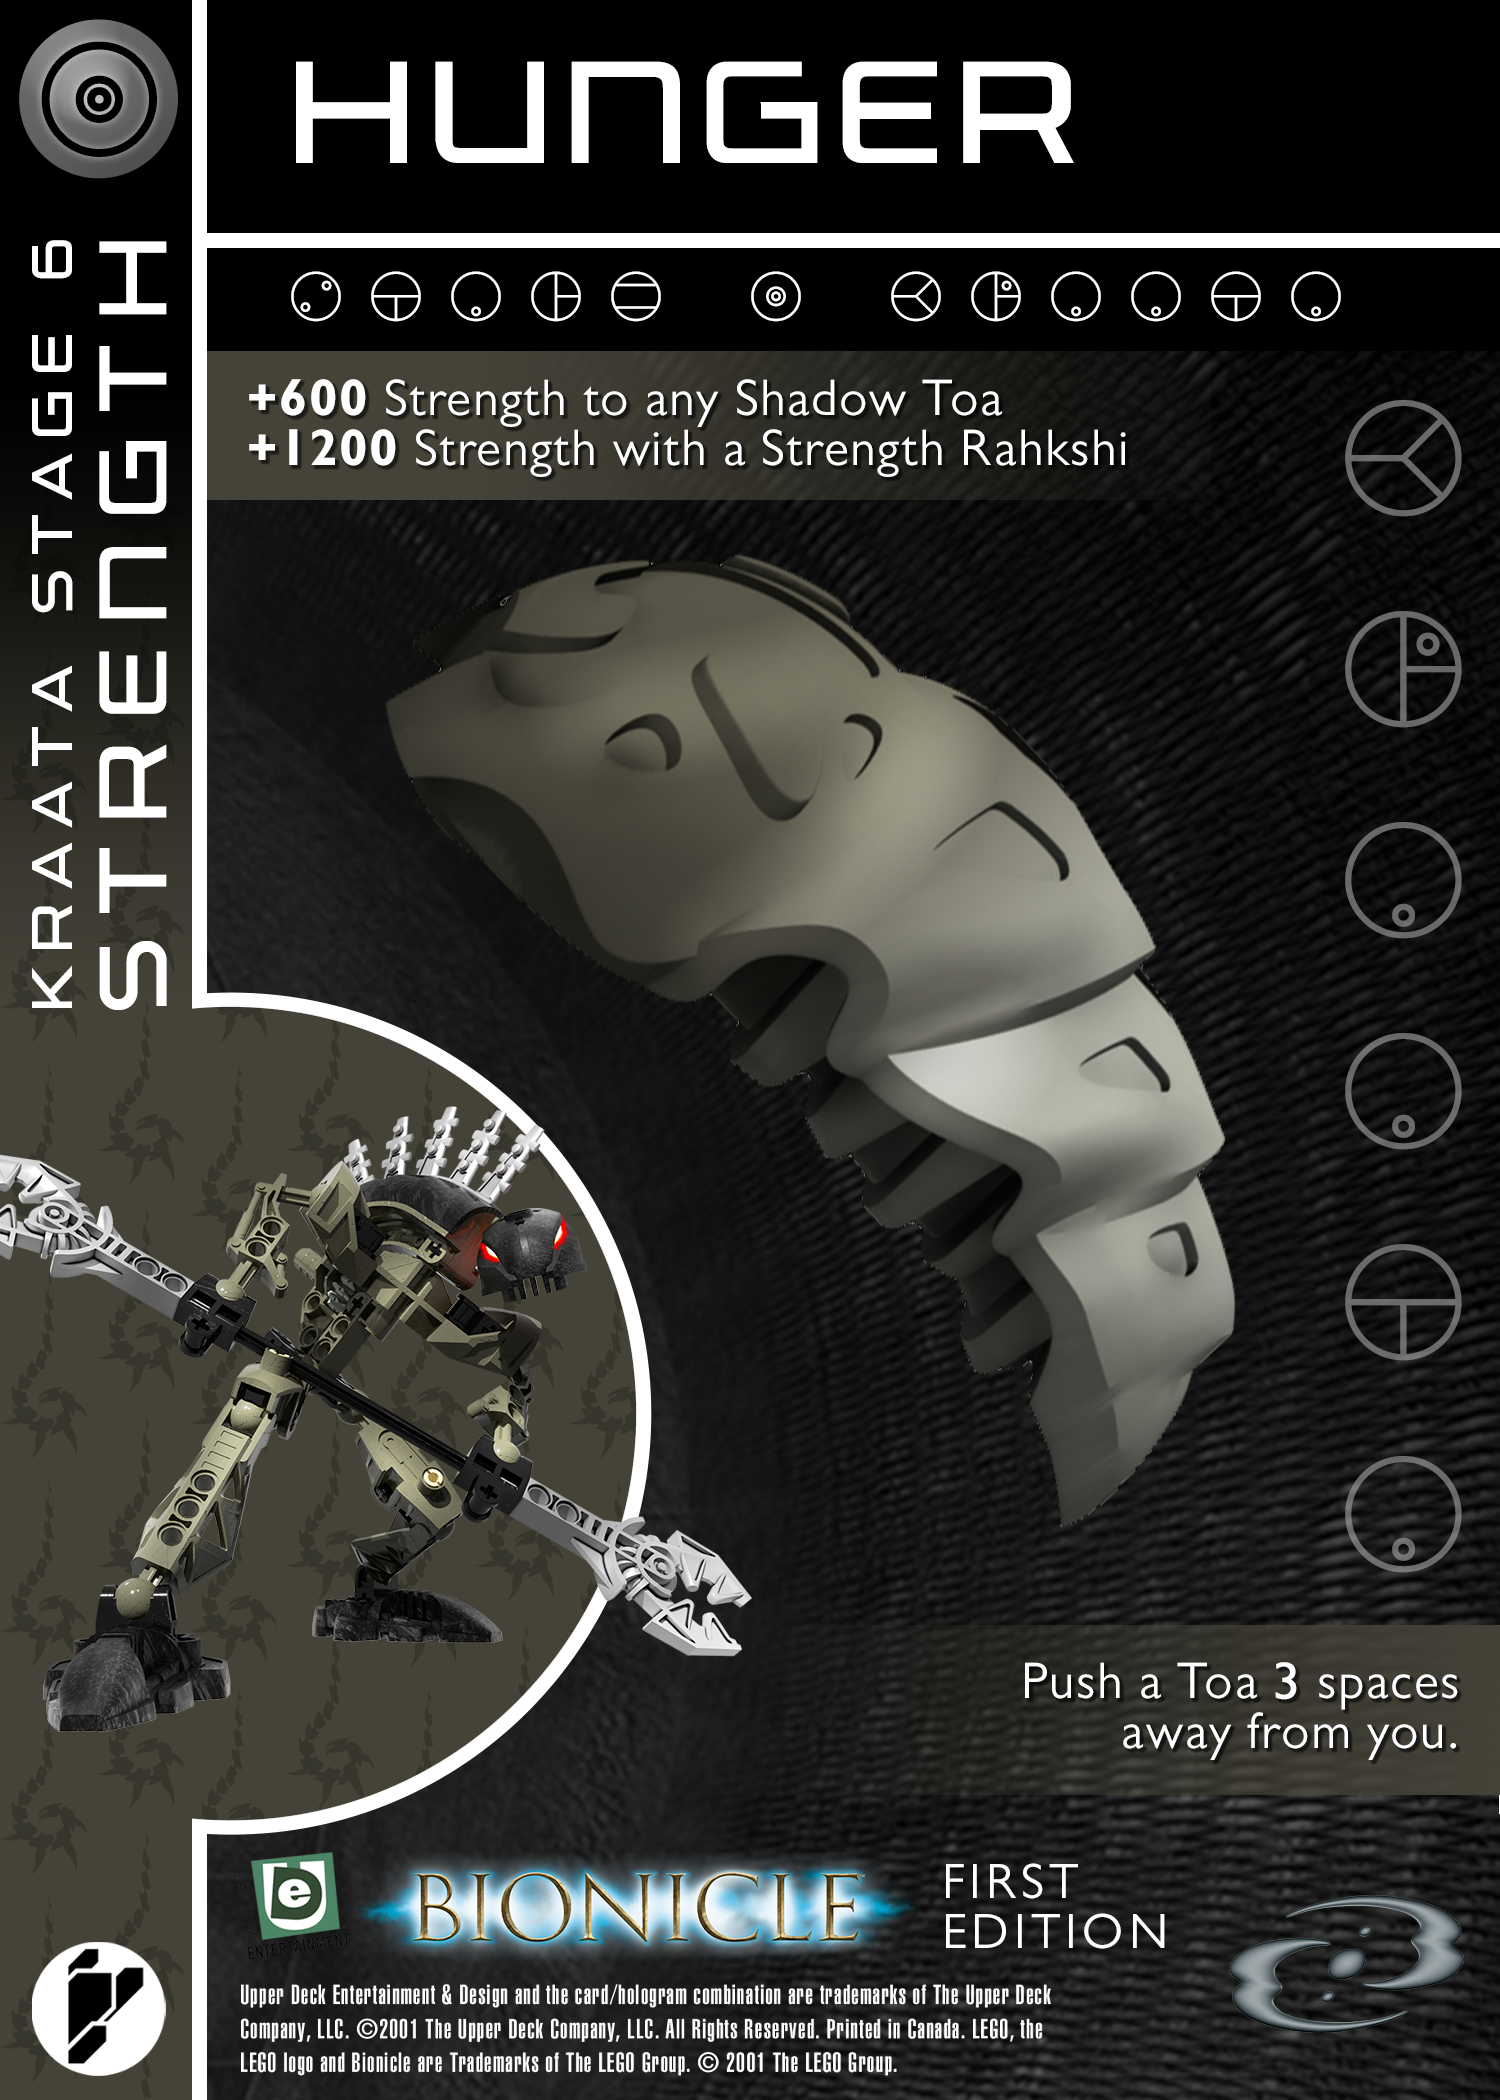 HUNGER
KRAATA STAGE 6
STRENGTH
+600 Strength to any Shadow Toa
+1200 Strength with a Strength Rahkshi
Push a Toa 3 spaces
away from you.
e
ENTERTAINMENT
BIONICLE
FIRST
EDITION
Upper Deck Entertainment & Design and the card/hologram combination are trademarks of The Upper Deck
Company, LLC. ©2001 The Upper Deck Company, LLC. All Rights Reserved. Printed in Canada. LEGO, the
LEGO logo and Bionicle are Trademarks of The LEGO Group. © 2001 The LEGO Group.